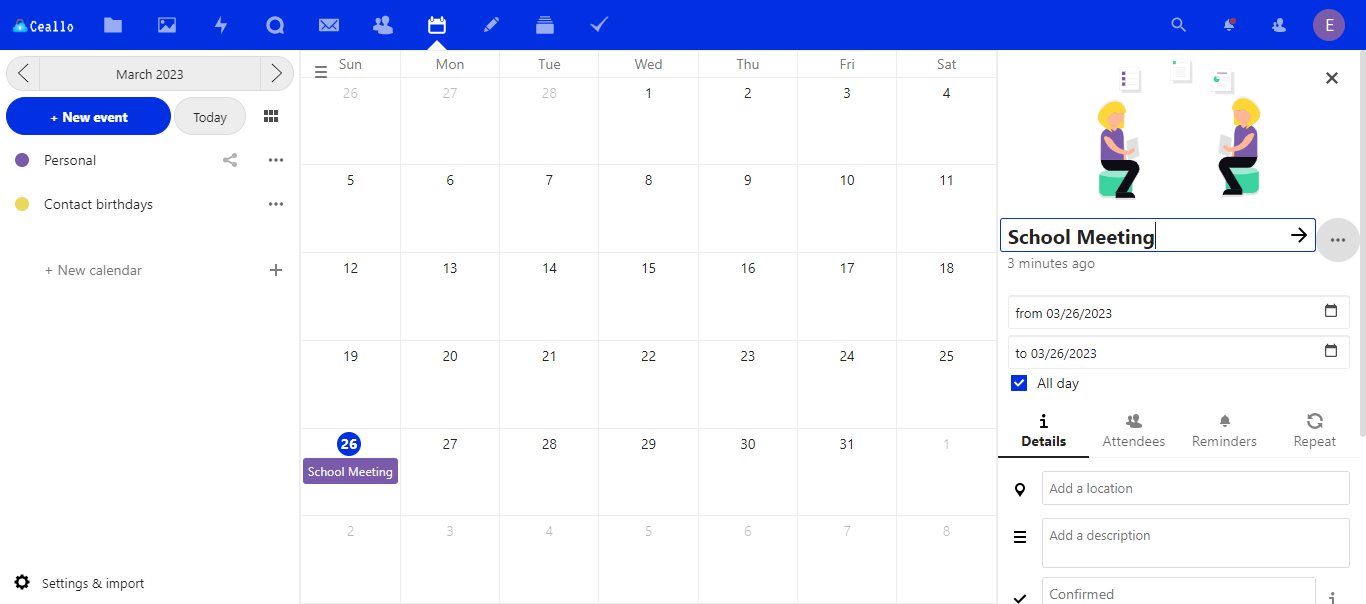 Ceallo
E
March 2023
+ New event
Today
Personal
Contact birthdays
+ New calendar
Settings & import
Sun Mon Tue Wed Thu Fri Sat
26 27 28 1 2 3 4
5 6 7 8 9 10 11
12 13 14 15 16 17 18
19 20 21 22 23 24 25
26 27 28 29 30 31 1
School Meeting
2 3 4 5 6 7 8
School Meeting
3 minutes ago
from 03/26/2023
to 03/26/2023
All day
Details Attendees Reminders Repeat
Add a location
Add a description
Confirmed